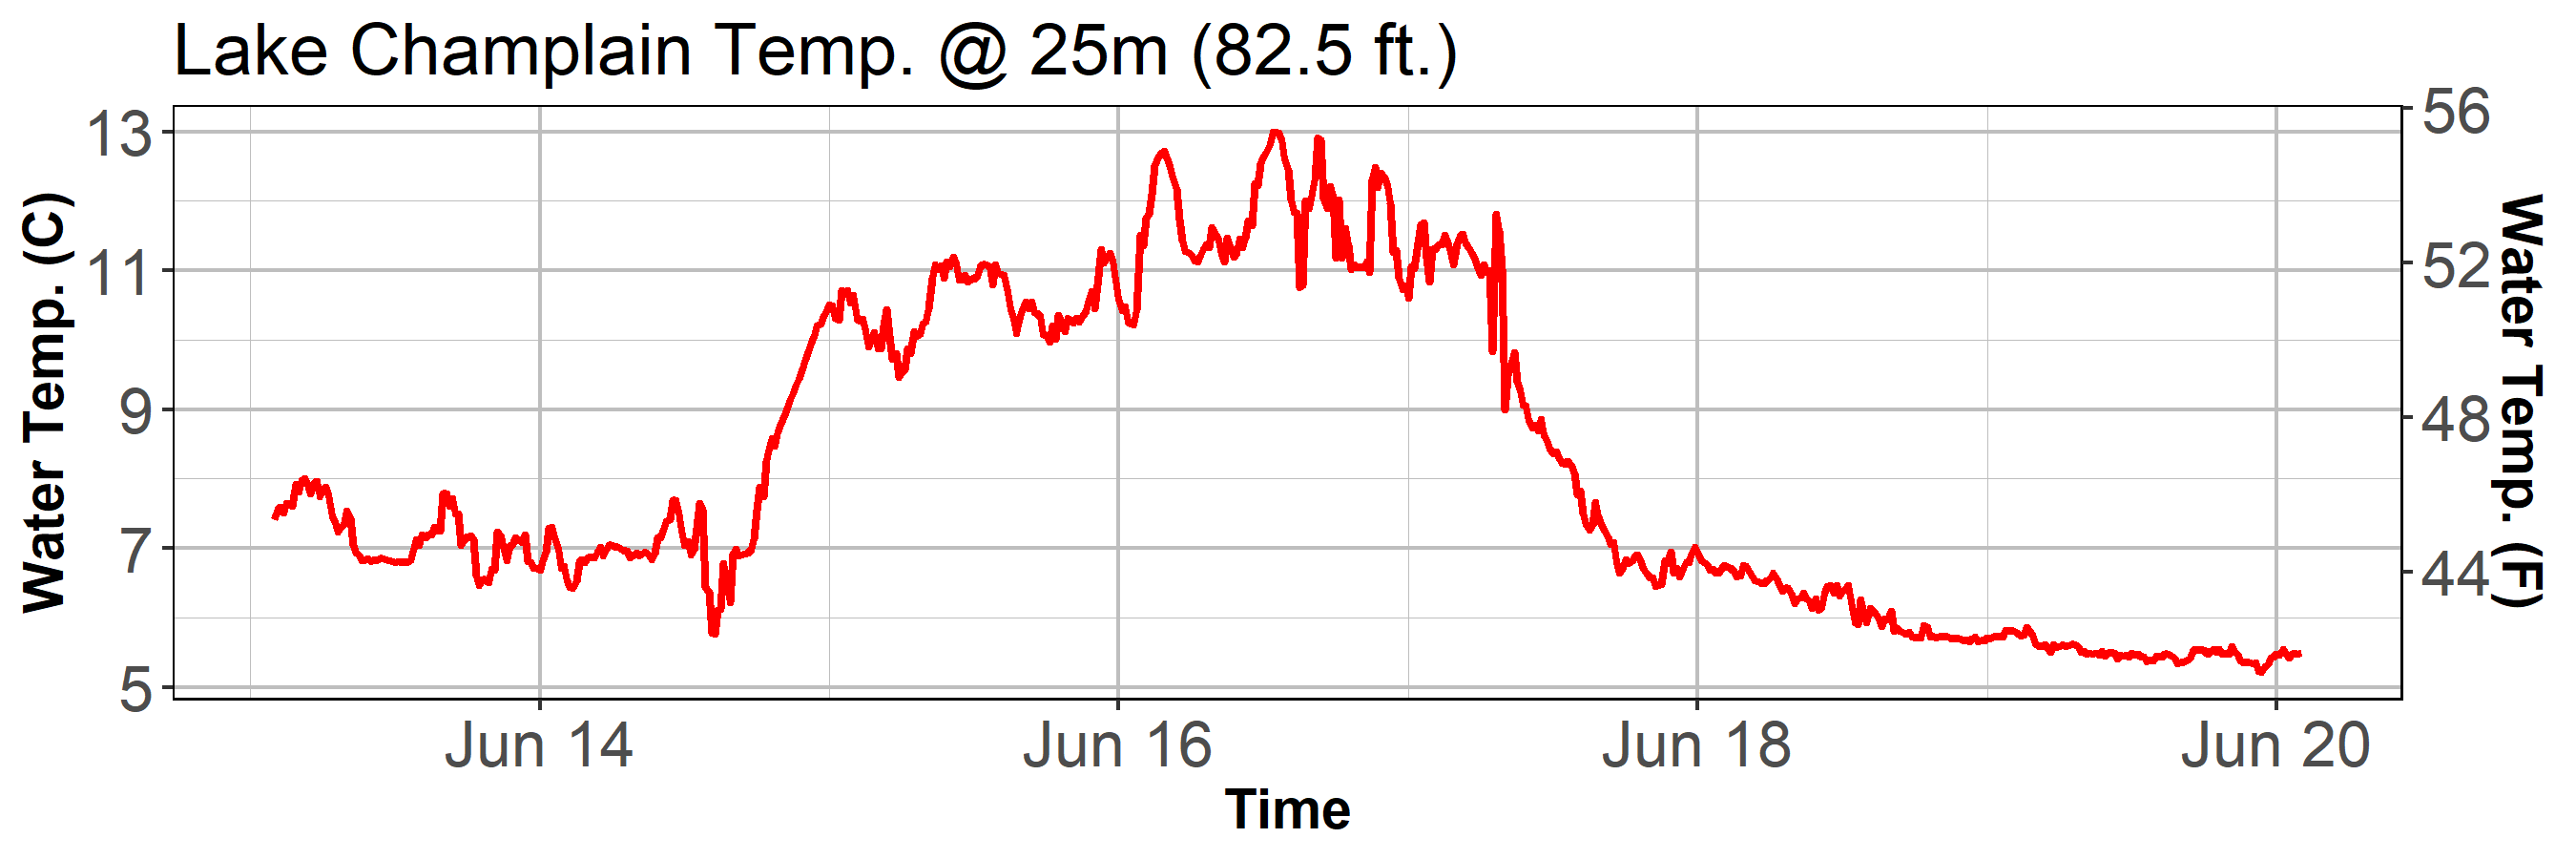 Lake Champlain Temp. @ 25m (82.5 ft.)
Water Temp. (C)
13
11
9
7
5
56
52
48
44
Water Temp. (F)
Jun 14 Jun 16 Jun 18 Jun 20
Time